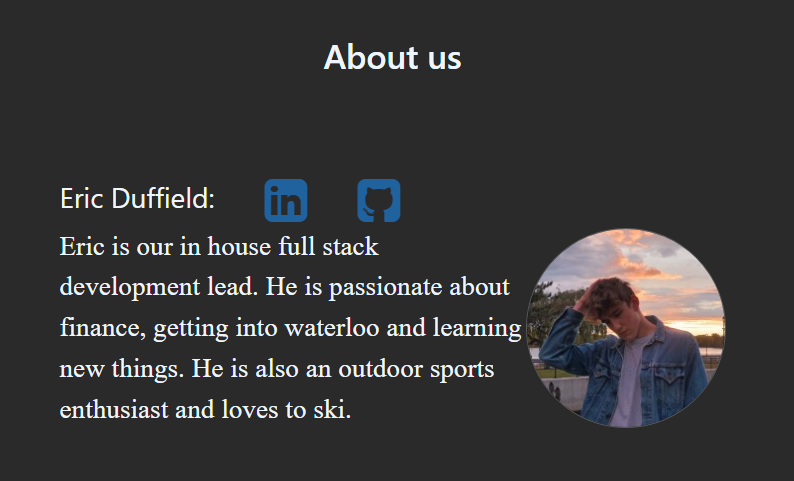 About us
Eric Duffield:
in
Eric is our in house full stack
development lead. He is passionate about
finance, getting into waterloo and learning
new things. He is also an outdoor sports
enthusiast and loves to ski.